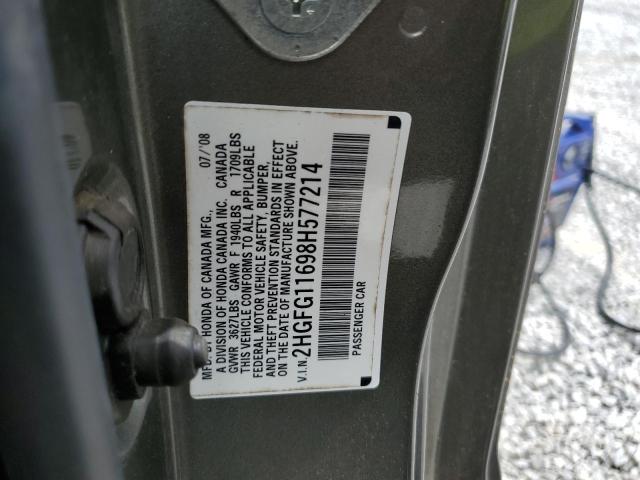 MFD. BY HONDA OF CANADA MFG. 07/'08
A DIVISION OF HONDA CANADA INC. CANADA
GVWR 3627LBS GAWR F 1940LBS R 1709LBS
THIS VEHICLE CONFORMS TO ALL APPLICABLE
FEDERAL MOTOR VEHICLE SAFETY, BUMPER,
AND THEFT PREVENTION STANDARDS IN EFFECT
ON THE DATE OF MANUFACTURE SHOWN ABOVE.
V.I.N. 2HGFG11698H577214
PASSENGER CAR